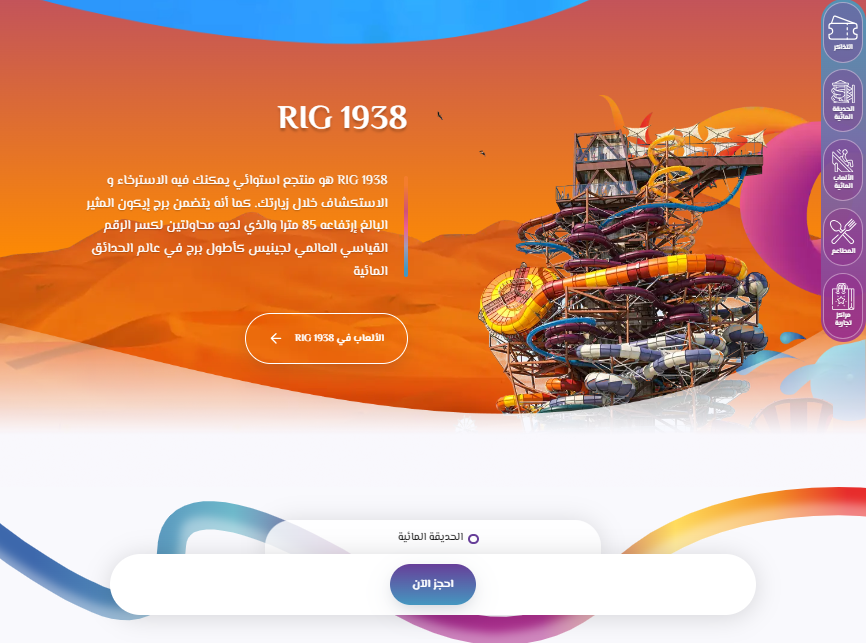 التذاكر
الحديقة
المائية
الألعاب
المائية
المطاعم
مراكز
تجارية
RIG 1938
RIG 1938 هو منتجع استوائي يمكنك فيه الاسترخاء و
الاستكشاف خلال زيارتك. كما أنه يتضمن برج إيكون المثير
البالغ إرتفاعه 85 مترا والذي لديه محاولتين لكسر الرقم
القياسي العالمي لجينيس كأطول برج في عالم الحدائق
المائية
الألعاب في RIG 1938
الحديقة المائية
احجز الآن